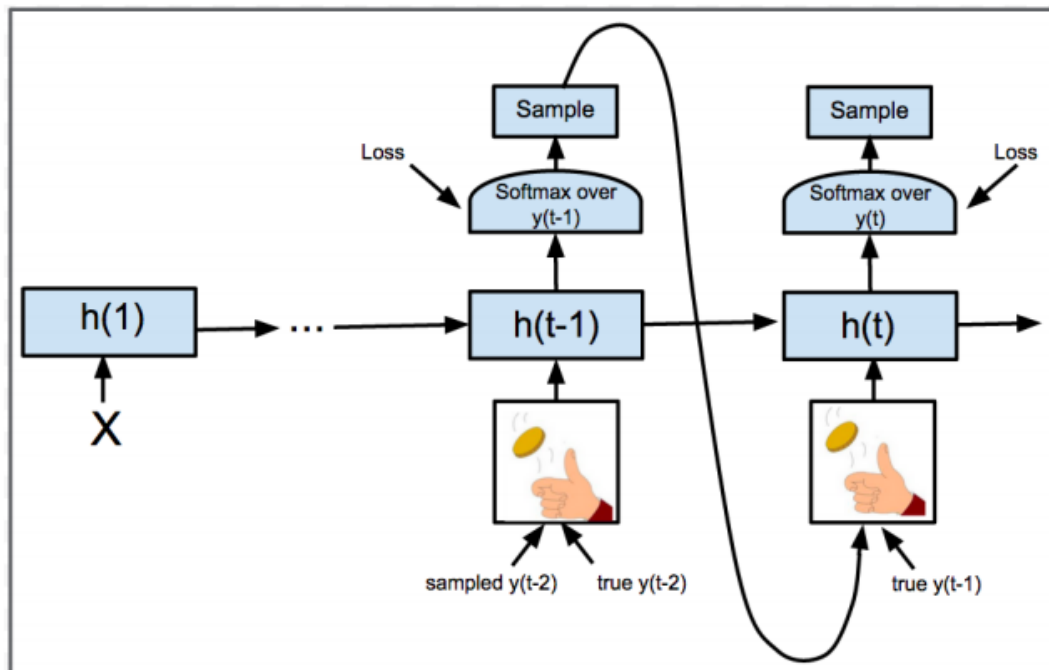 Sample
Sample
Loss
Loss
Softmax over
y(t-1)
Softmax over
y(t)
h(1)
...
h(t-1)
h(t)
X
sampled y(t-2)
true y(t-2)
true y(t-1)